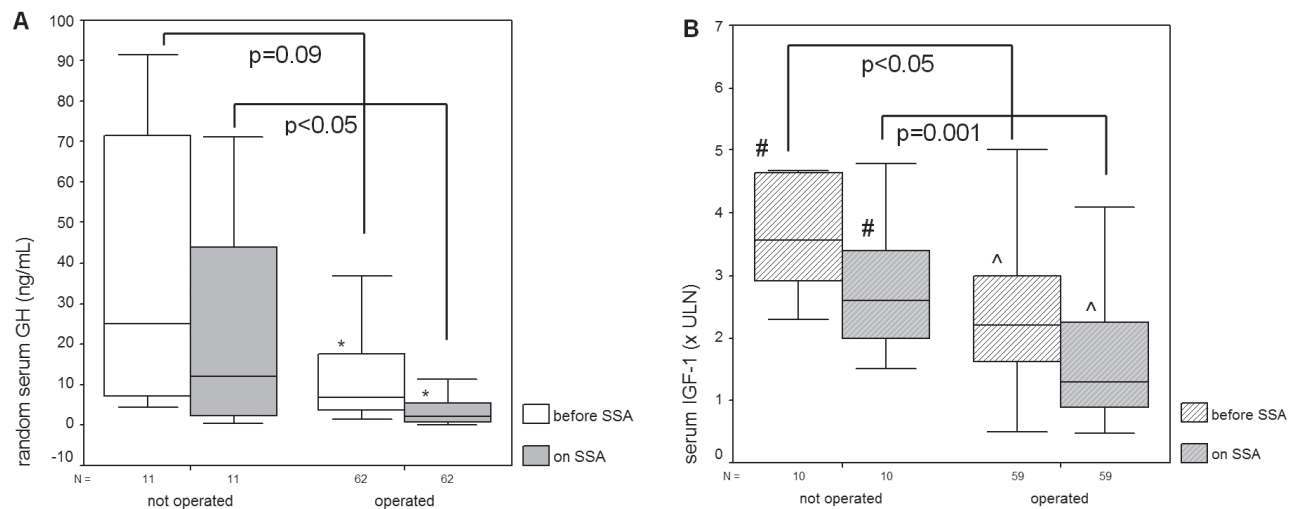 A
random serum GH (ng/mL)
100
90
80
70
60
50
40
30
20
10
0
-10
p=0.09
p<0.05
*
*
N =
11
11
62
62
not operated
operated
before SSA
on SSA
B
serum IGF-1 (x ULN)
7
6
5
4
3
2
1
0
p<0.05
p=0.001
#
#
^
^
N =
10
10
59
59
not operated
operated
before SSA
on SSA